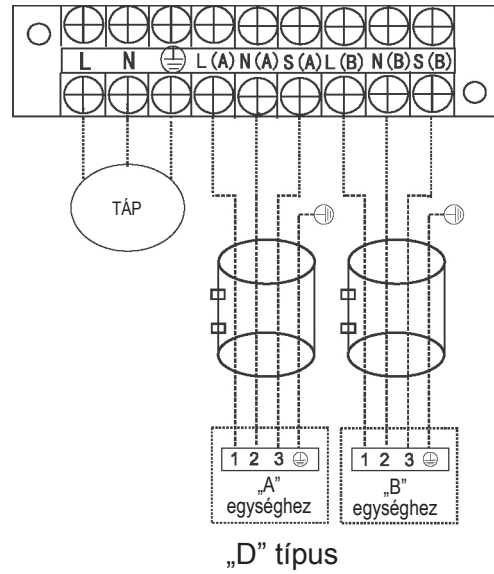 L N L(A) N(A) S(A) L(B) N(B) S(B)
TÁP
1 2 3
„A”
egységhez
1 2 3
„B”
egységhez
„D” típus